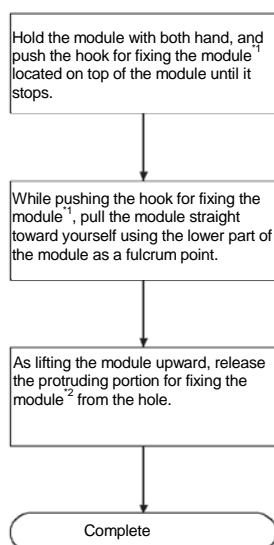 Hold the module with both hand, and
push the hook for fixing the module*1
located on top of the module until it
stops.
While pushing the hook for fixing the
module*1, pull the module straight
toward yourself using the lower part of
the module as a fulcrum point.
As lifting the module upward, release
the protruding portion for fixing the
module*2 from the hole.
Complete